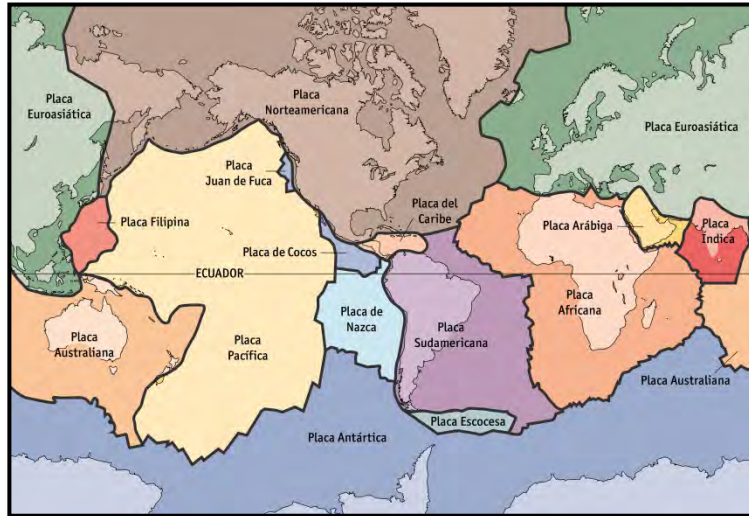 Placa
Norteamericana
Placa
Euroasiática
Placa Euroasiática
Placa
Juan de Fuca
Placa del
Caribe
Placa Filipina
Placa Arábiga
Placa
Índica
Placa de Cocos
ECUADOR
Placa
Africana
Placa de
Nazca
Placa
Sudamericana
Placa
Australiana
Placa
Pacífica
Placa Australiana
Placa Escocesa
Placa Antártica